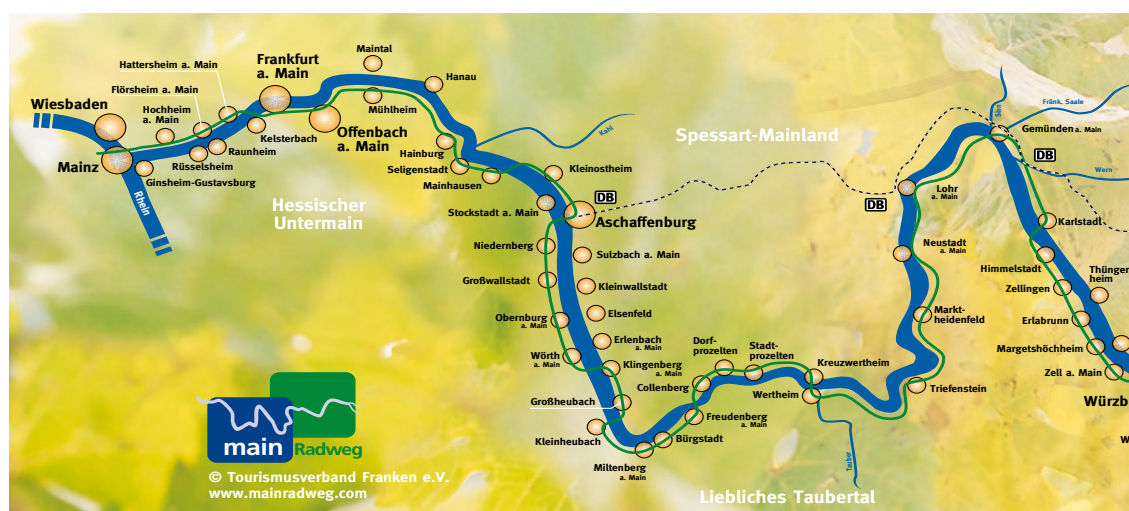 Wiesbaden
Mainz
Rhein
Hochheim
a. Main
Flörsheim a. Main
Hattersheim a. Main
Ginsheim-Gustavsburg
Rüsselsheim
Raunheim
Kelsterbach
Frankfurt
a. Main
Offenbach
a. Main
Maintal
Mühlheim
Hanau
Hainburg
Seligenstadt
Mainhausen
Kahl
Hessischer
Untermain
Kleinostheim
Stockstadt a. Main
DB
Aschaffenburg
Niedernberg
Sulzbach a. Main
Großwallstadt
Kleinwallstadt
Obernburg
a. Main
Elsenfeld
Erlenbach
a. Main
Wörth
a. Main
Klingenberg
a. Main
Großheubach
Kleinheubach
Miltenberg
a. Main
Bürgstadt
Freudenberg
a. Main
Collenberg
Dorf-
prozelten
Stadt-
prozelten
Kreuzwertheim
Wertheim
Tauber
Liebliches Taubertal
Spessart-Mainland
Triefenstein
Markt-
heidenfeld
Neustadt
a. Main
Lohr
a. Main
DB
Sinn
Fränk. Saale
Gemünden a. Main
DB
Wern
Karlstadt
Himmelstadt
Zellingen
Thüngers
heim
Erlabrunn
Margetshöchheim
Zell a. Main
Würzb
main
Radweg
© Tourismusverband Franken e.V.
www.mainradweg.com